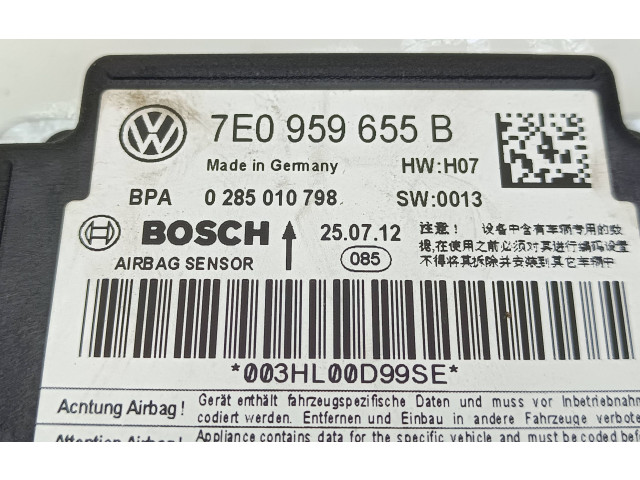 7E0 959 655 B
Made in Germany HW:H07
BPA 0 285 010 798 SW:0013
BOSCH 25.07.12
AIRBAG SENSOR 085
注意: 设备中含有车辆专用的数
据,在使用之前必须对其进行编码设置
不得将其拆除并安装到其它车辆中
*003HL00D99SE*
Achtung Airbag! Gerät enthält fahrzeugspezifische Daten und muss vor Inbetriebnahm
codiert werden. Entfernen und Einbau in andere Fahrzeuge verbote
Attention Airbag! Appliance contains data for the specific vehicle and must be coded bef